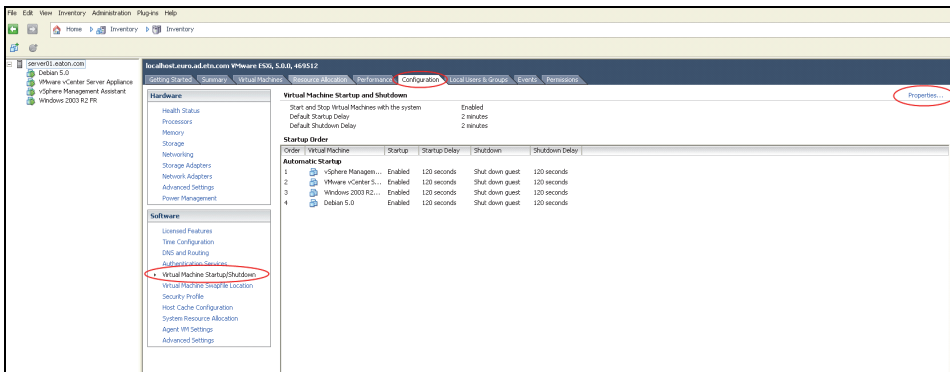 File Edit View Inventory Administration Plug-ins Help
Home Inventory Inventory
server01.eaton.com
Debian 5.0
VMware vCenter Server Appliance
vSphere Management Assistant
Windows 2003 R2 FR
localhost.euro.ad.etn.com VMware ESXi, 5.0.0, 469512
Getting Started Summary Virtual Machines Resource Allocation Performance Configuration Local Users & Groups Events Permissions
Hardware
Health Status
Processors
Memory
Storage
Networking
Storage Adapters
Network Adapters
Advanced Settings
Power Management
Software
Licensed Features
Time Configuration
DNS and Routing
Authentication Services
Virtual Machine Startup/Shutdown
Virtual Machine Swapfile Location
Security Profile
Host Cache Configuration
System Resource Allocation
Agent VM Settings
Advanced Settings
Virtual Machine Startup and Shutdown Properties...
Start and Stop Virtual Machines with the system Enabled
Default Startup Delay 2 minutes
Default Shutdown Delay 2 minutes
Startup Order
Order Virtual Machine Startup Startup Delay Shutdown Shutdown Delay
Automatic Startup
1 vSphere Managem... Enabled 120 seconds Shut down guest 120 seconds
2 VMware vCenter S... Enabled 120 seconds Shut down guest 120 seconds
3 Windows 2003 R2... Enabled 120 seconds Shut down guest 120 seconds
4 Debian 5.0 Enabled 120 seconds Shut down guest 120 seconds